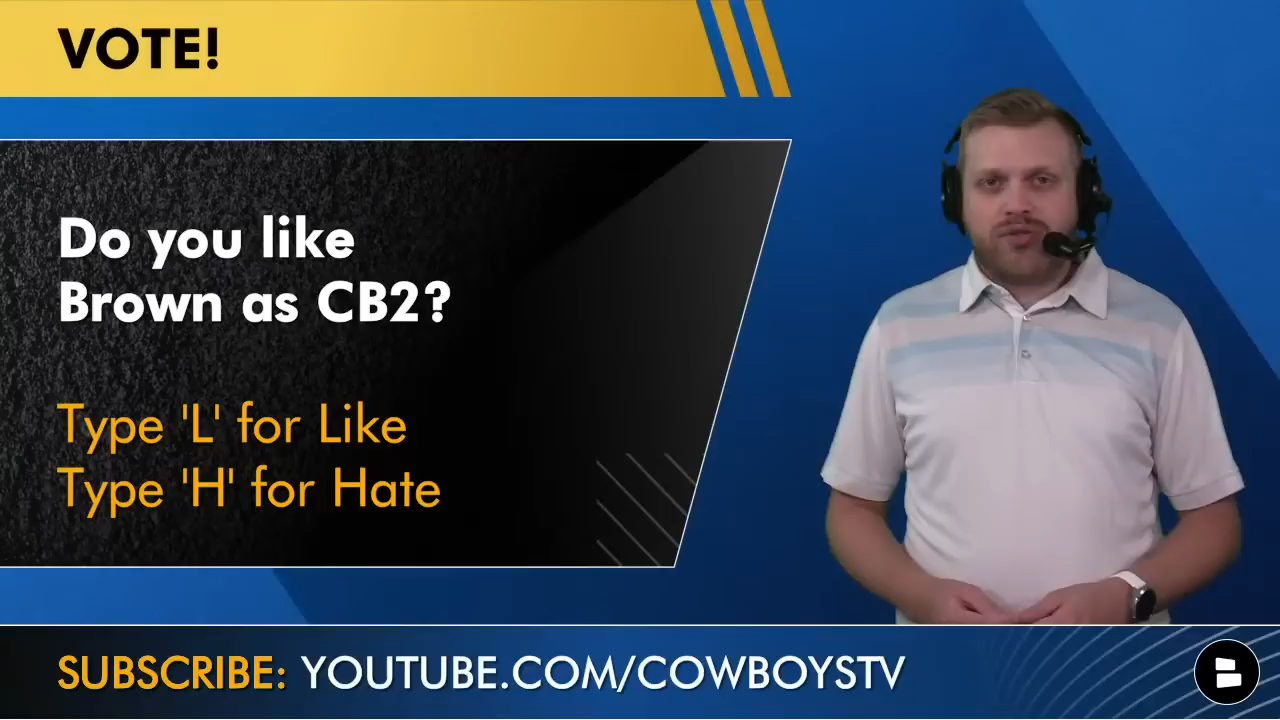 VOTE!
Do you like
Brown as CB2?
Type 'L' for Like
Type 'H' for Hate
SUBSCRIBE: YOUTUBE.COM/COWBOYSTV